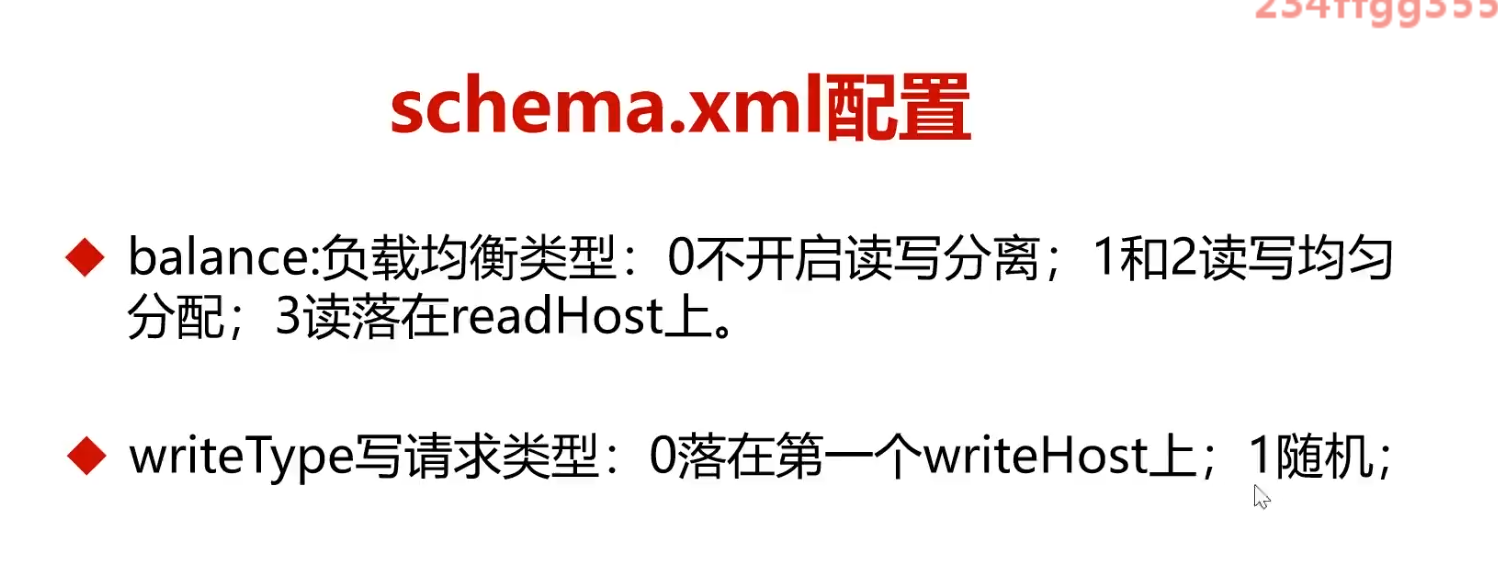 234ffgg355
schema.xml配置
balance:负载均衡类型：0不开启读写分离；1和2读写均匀
分配；3读落在readHost上。
writeType写请求类型：0落在第一个writeHost上；1随机；